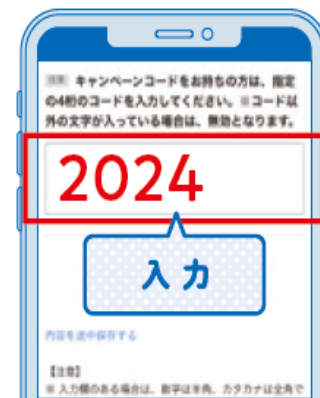 キャンペーンコードをお持ちの方は、指定
の4桁のコードを入力してください。※コード以
外の文字が入っている場合は、無効となります。
2024
入力
内容を途中保存する
【注意】
※ 入力欄のある場合は、数字は半角、カタカナは全角で